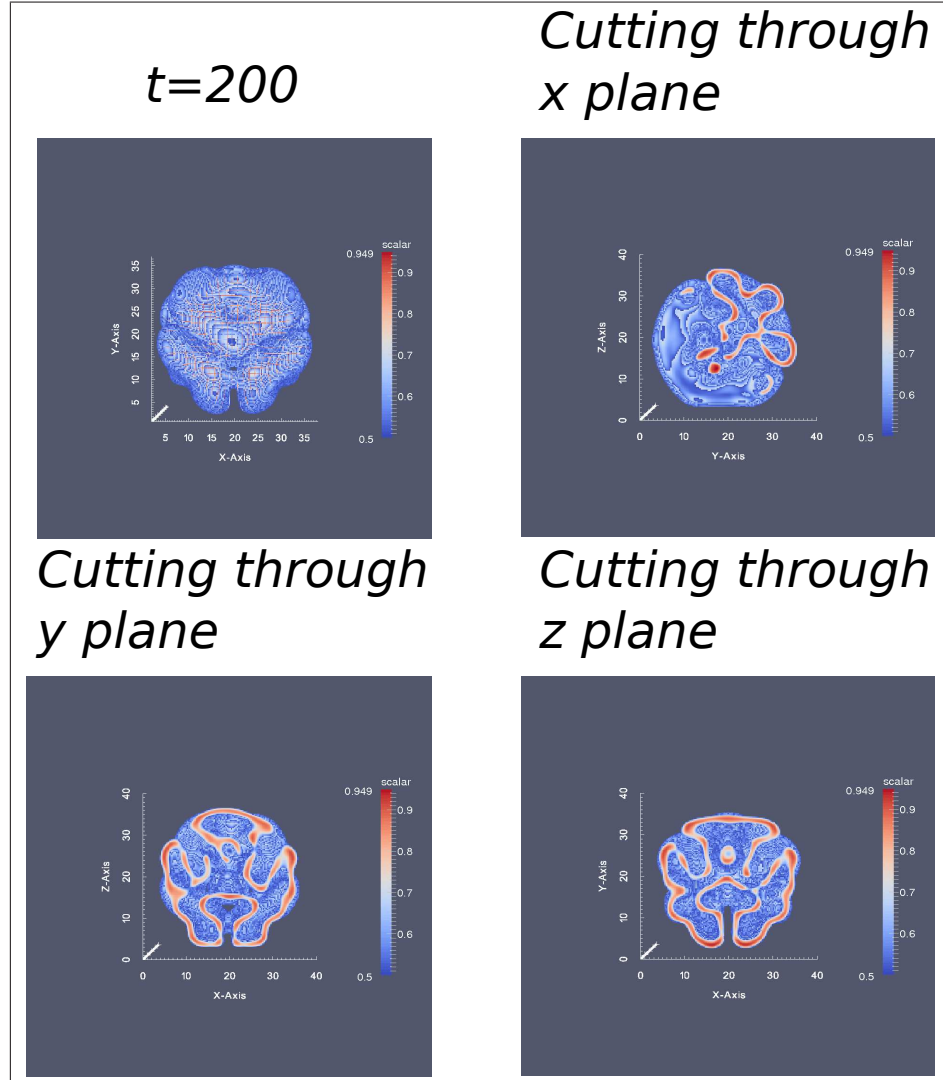 t=200
Cutting through
x plane
scalar
0.949
0.9
0.8
0.7
0.6
0.5
Y-Axis
35
30
25
20
15
10
5
5 10 15 20 25 30 35
X-Axis
scalar
0.949
0.9
0.8
0.7
0.6
0.5
Z-Axis
40
30
20
10
0
0 10 20 30 40
Y-Axis
Cutting through
y plane
Cutting through
z plane
scalar
0.949
0.9
0.8
0.7
0.6
0.5
Z-Axis
40
30
20
10
0
0 10 20 30 40
X-Axis
scalar
0.949
0.9
0.8
0.7
0.6
0.5
Y-Axis
40
30
20
10
0
0 10 20 30 40
X-Axis